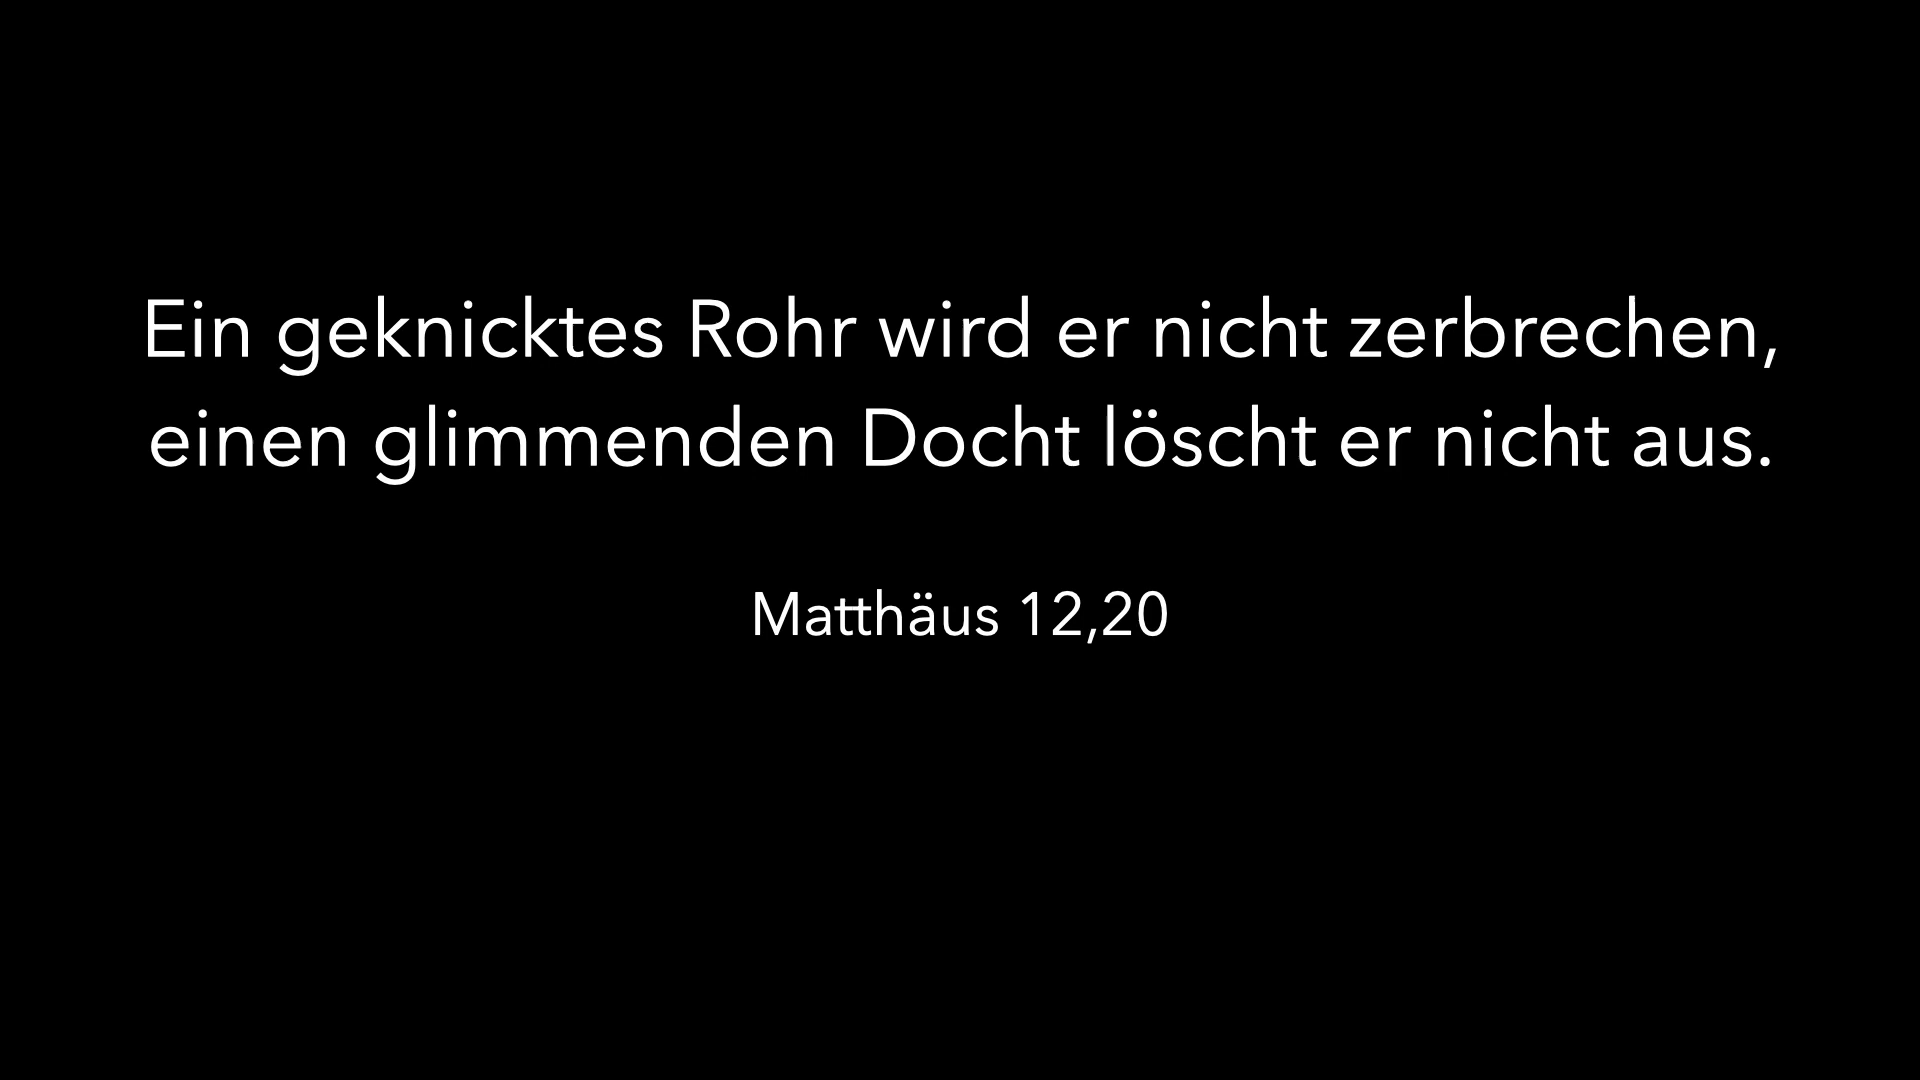 Ein geknicktes Rohr wird er nicht zerbrechen,
einen glimmenden Docht löscht er nicht aus.
Matthäus 12,20